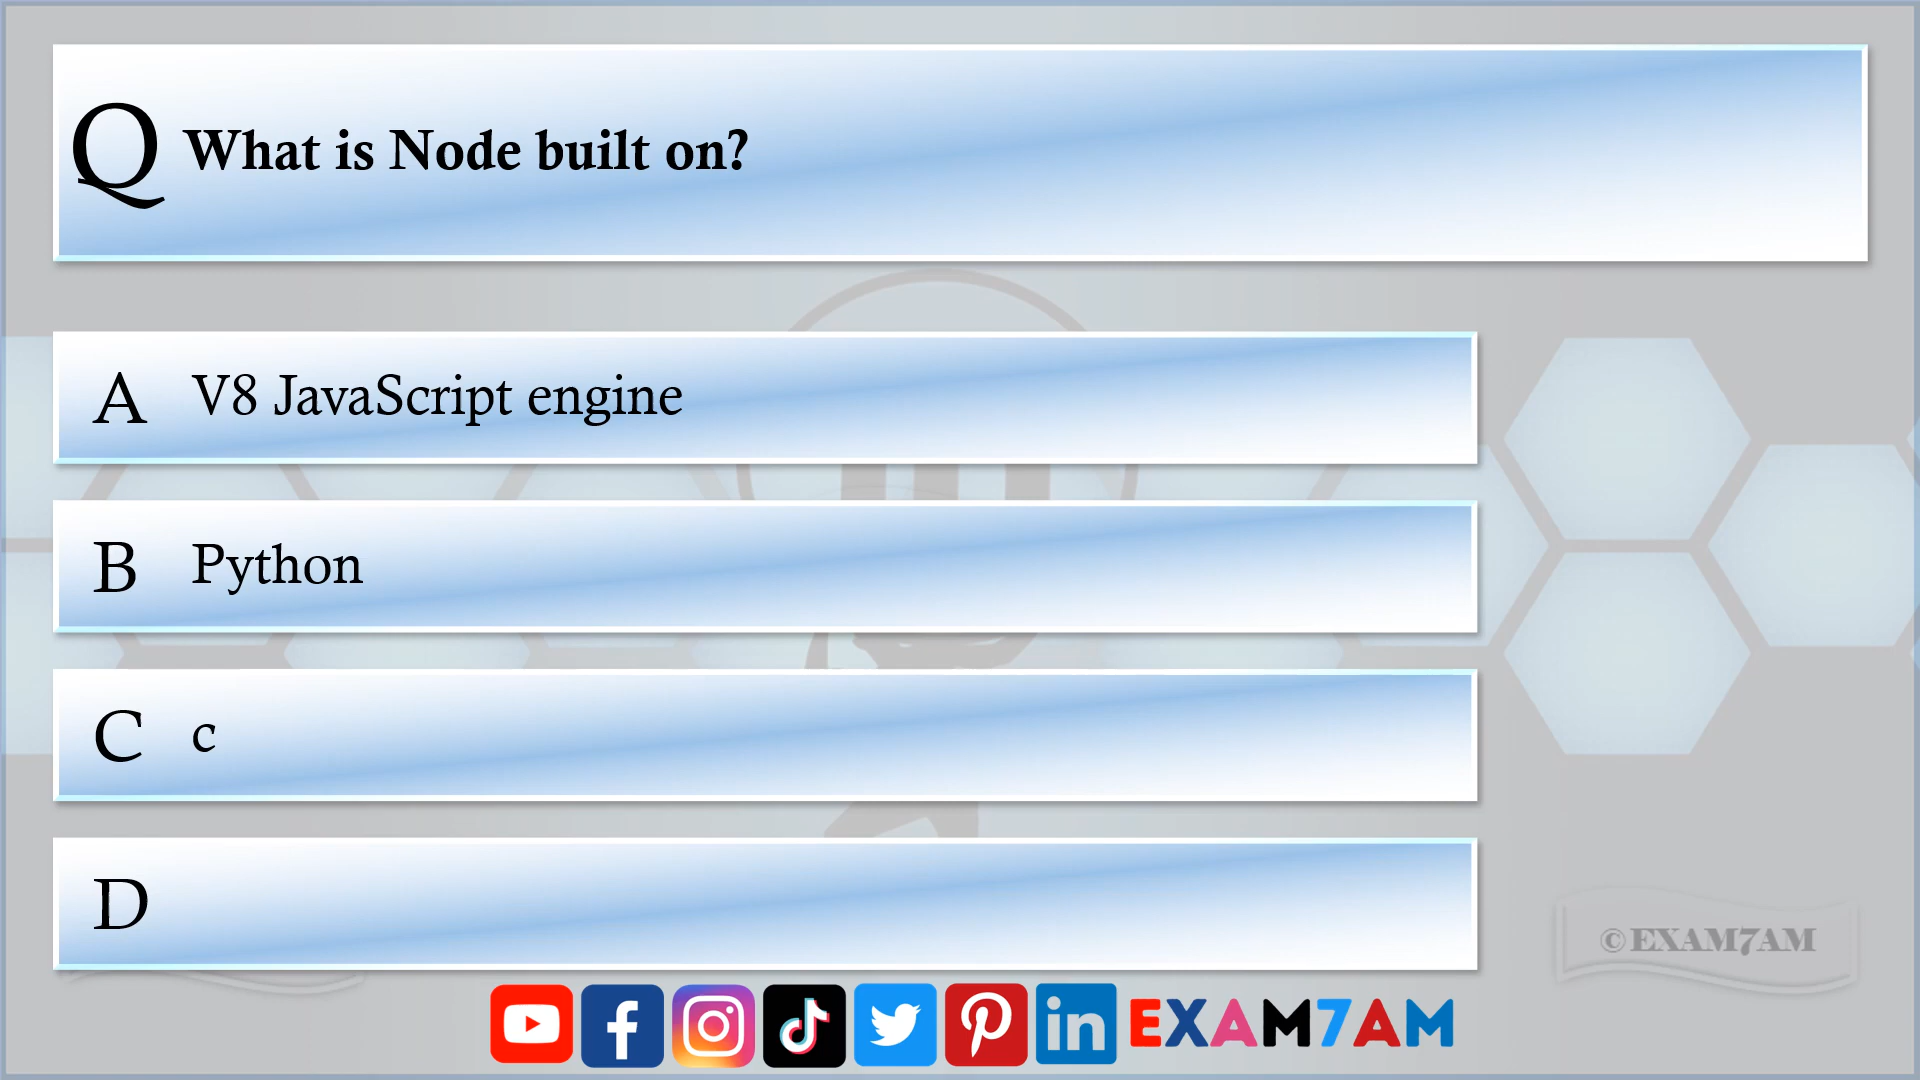 Q What is Node built on?
A V8 JavaScript engine
B Python
C c
D
©EXAM7AM
EXAM7AM